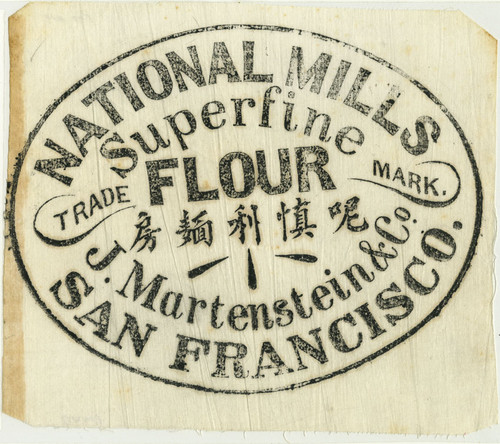 NATIONAL MILLS
Superfine
FLOUR
TRADE MARK.
呢慎利麵房
J. Martenstein & Co.
SAN FRANCISCO.